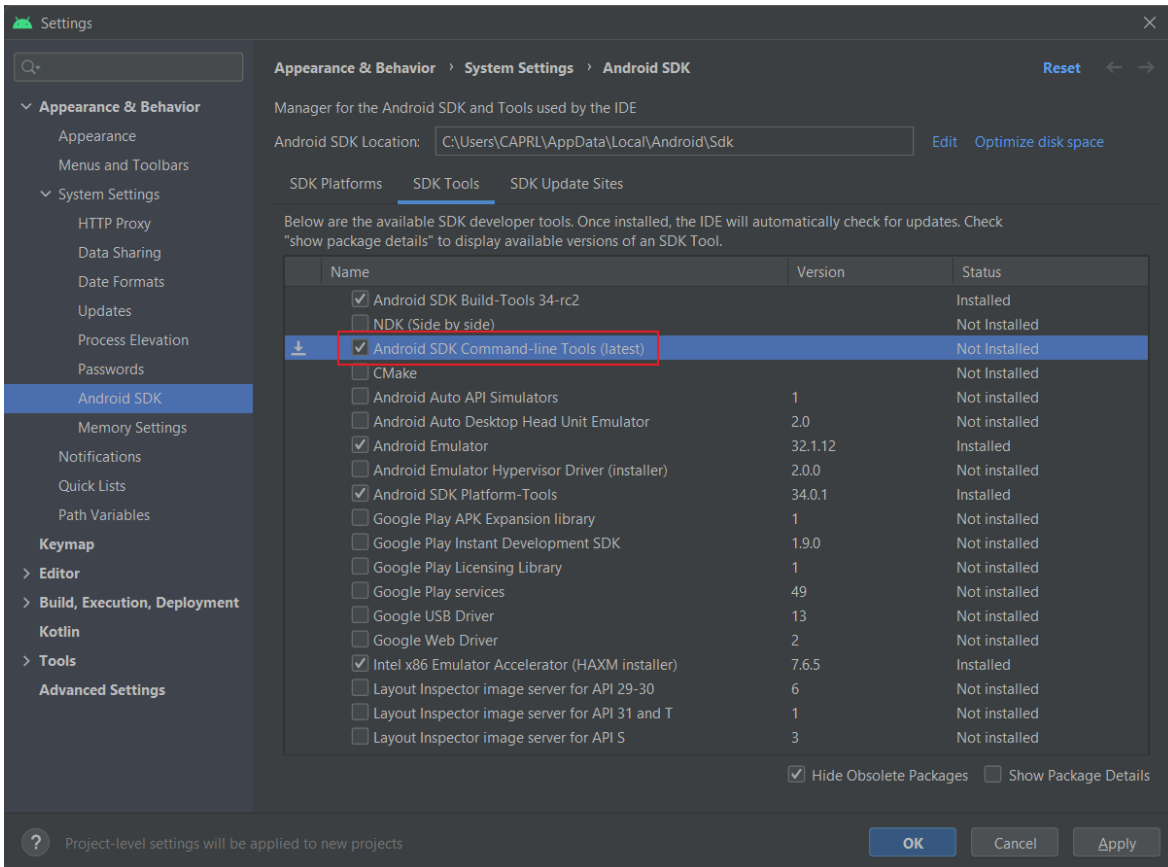 Settings
Appearance & Behavior › System Settings › Android SDK
Reset
Appearance & Behavior
Appearance
Menus and Toolbars
System Settings
HTTP Proxy
Data Sharing
Date Formats
Updates
Process Elevation
Passwords
Android SDK
Memory Settings
Notifications
Quick Lists
Path Variables
Keymap
Editor
Build, Execution, Deployment
Kotlin
Tools
Advanced Settings
Manager for the Android SDK and Tools used by the IDE
Android SDK Location: C:\Users\CAPRL\AppData\Local\Android\Sdk Edit Optimize disk space
SDK Platforms SDK Tools SDK Update Sites
Below are the available SDK developer tools. Once installed, the IDE will automatically check for updates. Check
"show package details" to display available versions of an SDK Tool.
Name Version Status
Android SDK Build-Tools 34-rc2 Installed
NDK (Side by side) Not Installed
Android SDK Command-line Tools (latest) Not Installed
CMake Not Installed
Android Auto API Simulators 1 Not installed
Android Auto Desktop Head Unit Emulator 2.0 Not installed
Android Emulator 32.1.12 Installed
Android Emulator Hypervisor Driver (installer) 2.0.0 Not installed
Android SDK Platform-Tools 34.0.1 Installed
Google Play APK Expansion library 1 Not installed
Google Play Instant Development SDK 1.9.0 Not installed
Google Play Licensing Library 1 Not installed
Google Play services 49 Not installed
Google USB Driver 13 Not installed
Google Web Driver 2 Not installed
Intel x86 Emulator Accelerator (HAXM installer) 7.6.5 Installed
Layout Inspector image server for API 29-30 6 Not installed
Layout Inspector image server for API 31 and T 1 Not installed
Layout Inspector image server for API S 3 Not installed
Hide Obsolete Packages Show Package Details
? Project-level settings will be applied to new projects
OK Cancel Apply